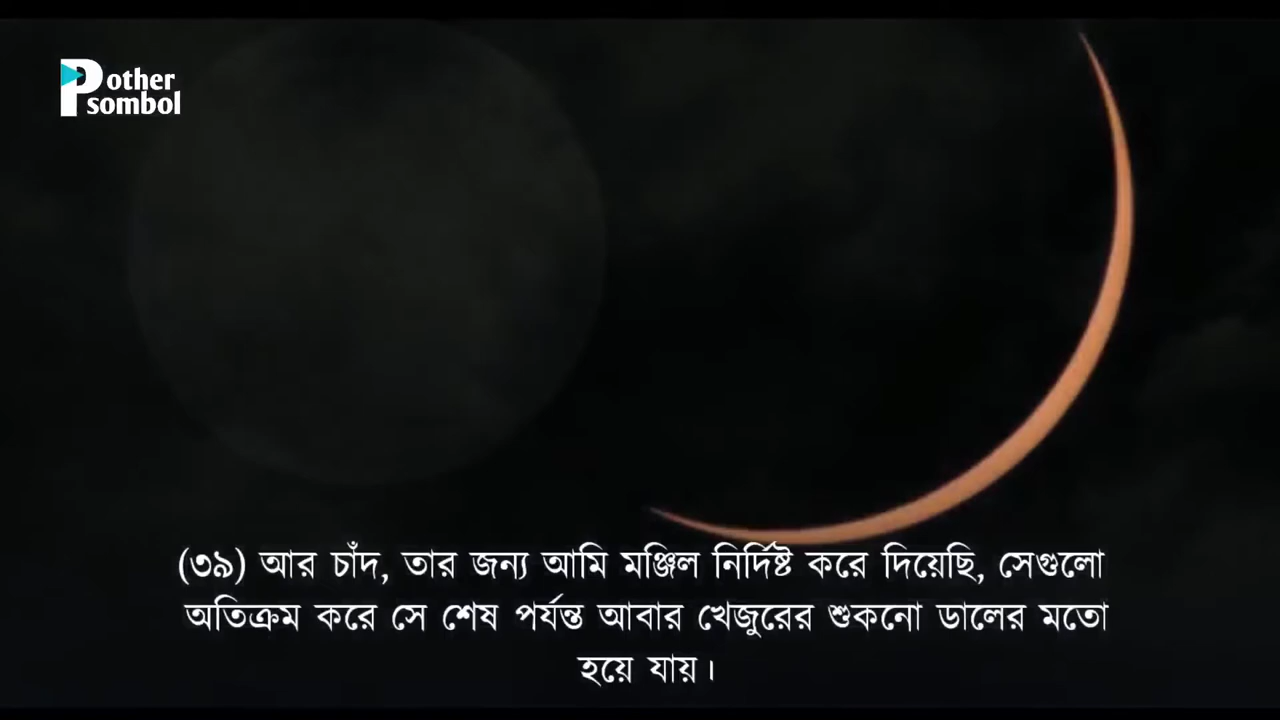 Pother
sombol
(৩৯) আর চাঁদ, তার জন্য আমি মঞ্জিল নির্দিষ্ট করে দিয়েছি, সেগুলো
অতিক্রম করে সে শেষ পর্যন্ত আবার খেজুরের শুকনো ডালের মতো
হয়ে যায়।